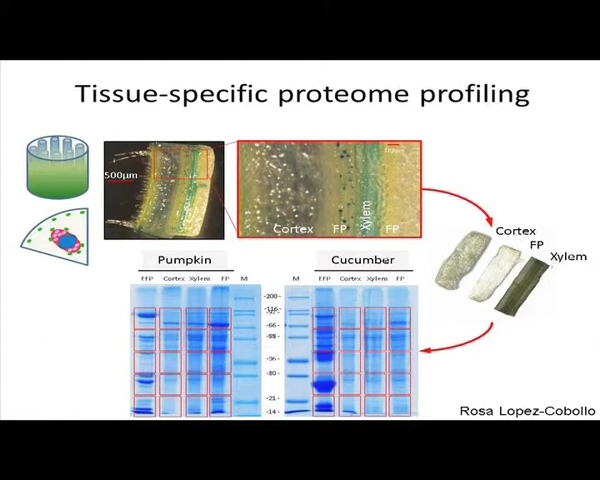 Tissue-specific proteome profiling
500µm
Cortex FP Xylem FP
Cortex
FP
Xylem
Pumpkin
Cucumber
EFP Cortex Xylem FP M
M EFP Cortex Xylem FP
-200-
-116-
-66-
-36-
-21-
-14-
Rosa Lopez-Cobollo